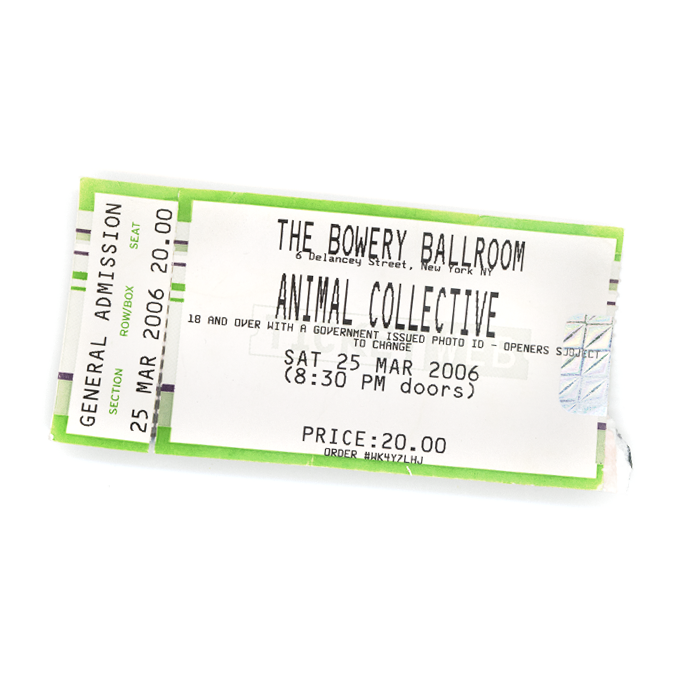 GENERAL ADMISSION
SECTION ROW/BOX SEAT
25 MAR 2006 20.00
THE BOWERY BALLROOM
6 Delancey Street, New York NY
ANIMAL COLLECTIVE
18 AND OVER WITH A GOVERNMENT ISSUED PHOTO ID - OPENERS SUBJECT
TO CHANGE
SAT 25 MAR 2006
(8:30 PM doors)
PRICE:20.00
ORDER #WK4YZLHJ